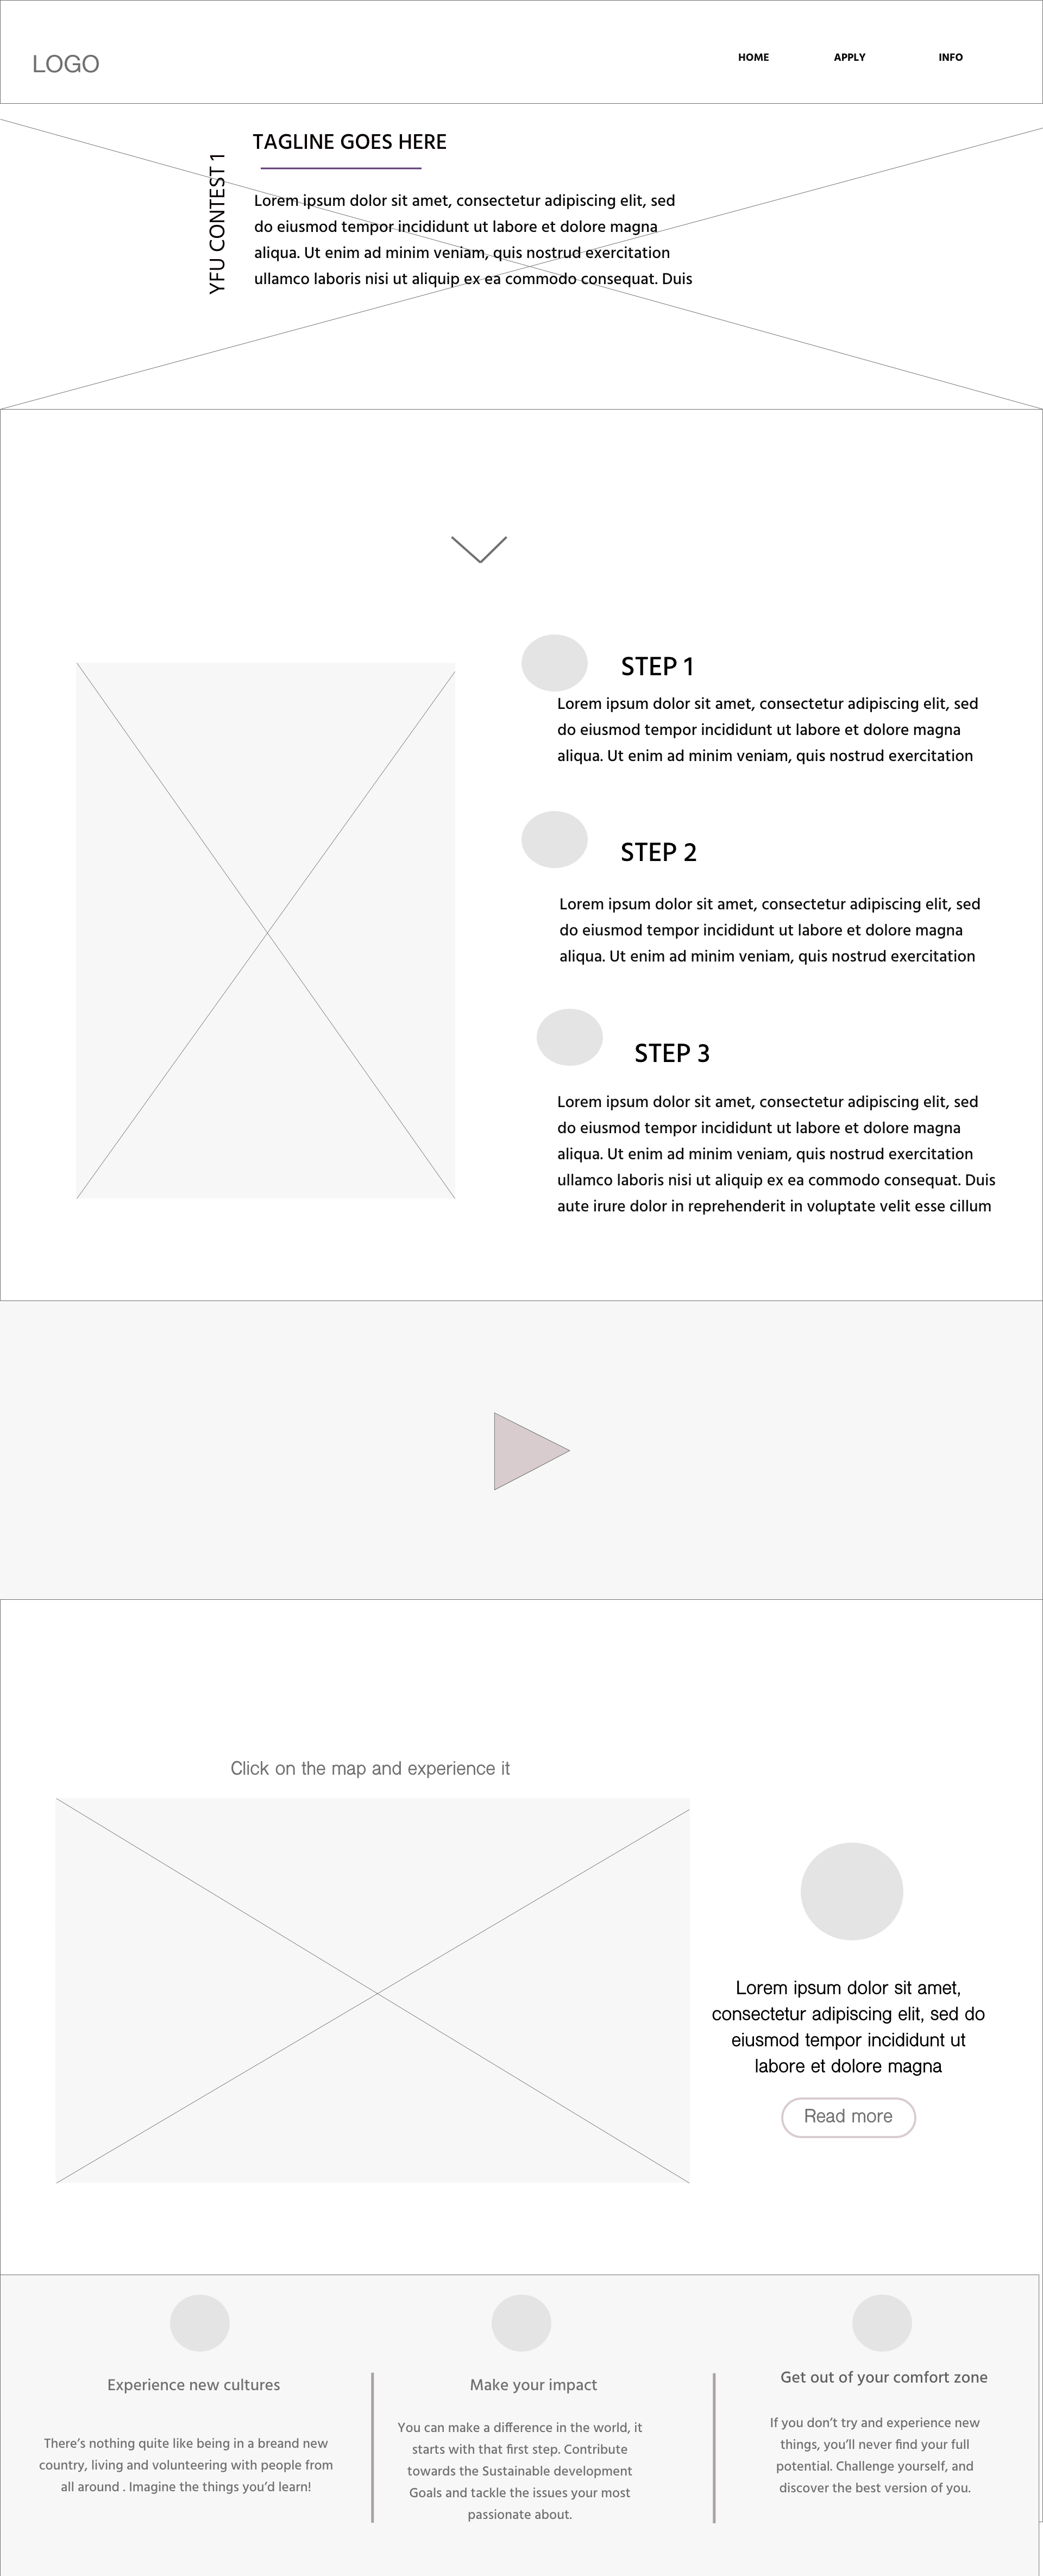 LOGO
HOME
APPLY
INFO
YFU CONTEST 1
TAGLINE GOES HERE
Lorem ipsum dolor sit amet, consectetur adipiscing elit, sed
do eiusmod tempor incididunt ut labore et dolore magna
aliqua. Ut enim ad minim veniam, quis nostrud exercitation
ullamco laboris nisi ut aliquip ex ea commodo consequat. Duis
STEP 1
Lorem ipsum dolor sit amet, consectetur adipiscing elit, sed
do eiusmod tempor incididunt ut labore et dolore magna
aliqua. Ut enim ad minim veniam, quis nostrud exercitation
STEP 2
Lorem ipsum dolor sit amet, consectetur adipiscing elit, sed
do eiusmod tempor incididunt ut labore et dolore magna
aliqua. Ut enim ad minim veniam, quis nostrud exercitation
STEP 3
Lorem ipsum dolor sit amet, consectetur adipiscing elit, sed
do eiusmod tempor incididunt ut labore et dolore magna
aliqua. Ut enim ad minim veniam, quis nostrud exercitation
ullamco laboris nisi ut aliquip ex ea commodo consequat. Duis
aute irure dolor in reprehenderit in voluptate velit esse cillum
Click on the map and experience it
Lorem ipsum dolor sit amet,
consectetur adipiscing elit, sed do
eiusmod tempor incididunt ut
labore et dolore magna
Read more
Experience new cultures
There’s nothing quite like being in a breand new
country, living and volunteering with people from
all around . Imagine the things you’d learn!
Make your impact
You can make a difference in the world, it
starts with that first step. Contribute
towards the Sustainable development
Goals and tackle the issues your most
passionate about.
Get out of your comfort zone
If you don’t try and experience new
things, you’ll never find your full
potential. Challenge yourself, and
discover the best version of you.